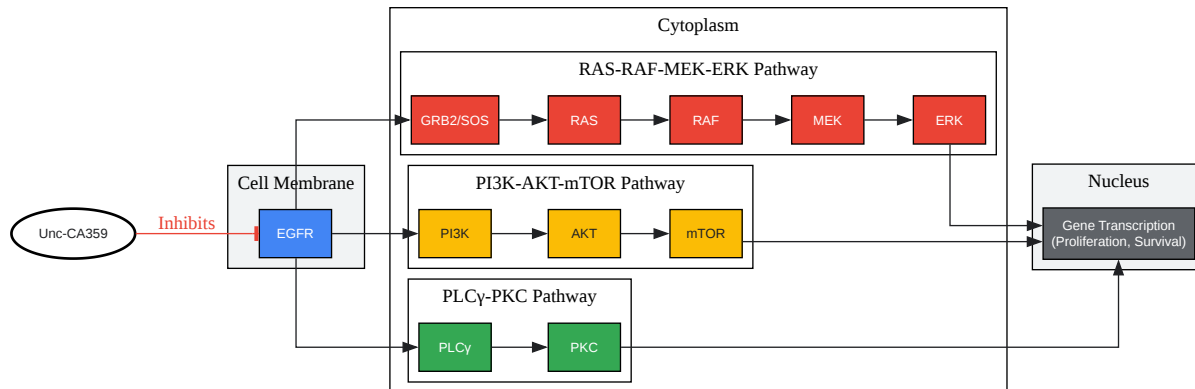 Cytoplasm
RAS-RAF-MEK-ERK Pathway
GRB2/SOS
RAS
RAF
MEK
ERK
Cell Membrane
PI3K-AKT-mTOR Pathway
Nucleus
Unc-CA359
Inhibits
EGFR
PI3K
AKT
mTOR
Gene Transcription
(Proliferation, Survival)
PLCγ-PKC Pathway
PLCγ
PKC